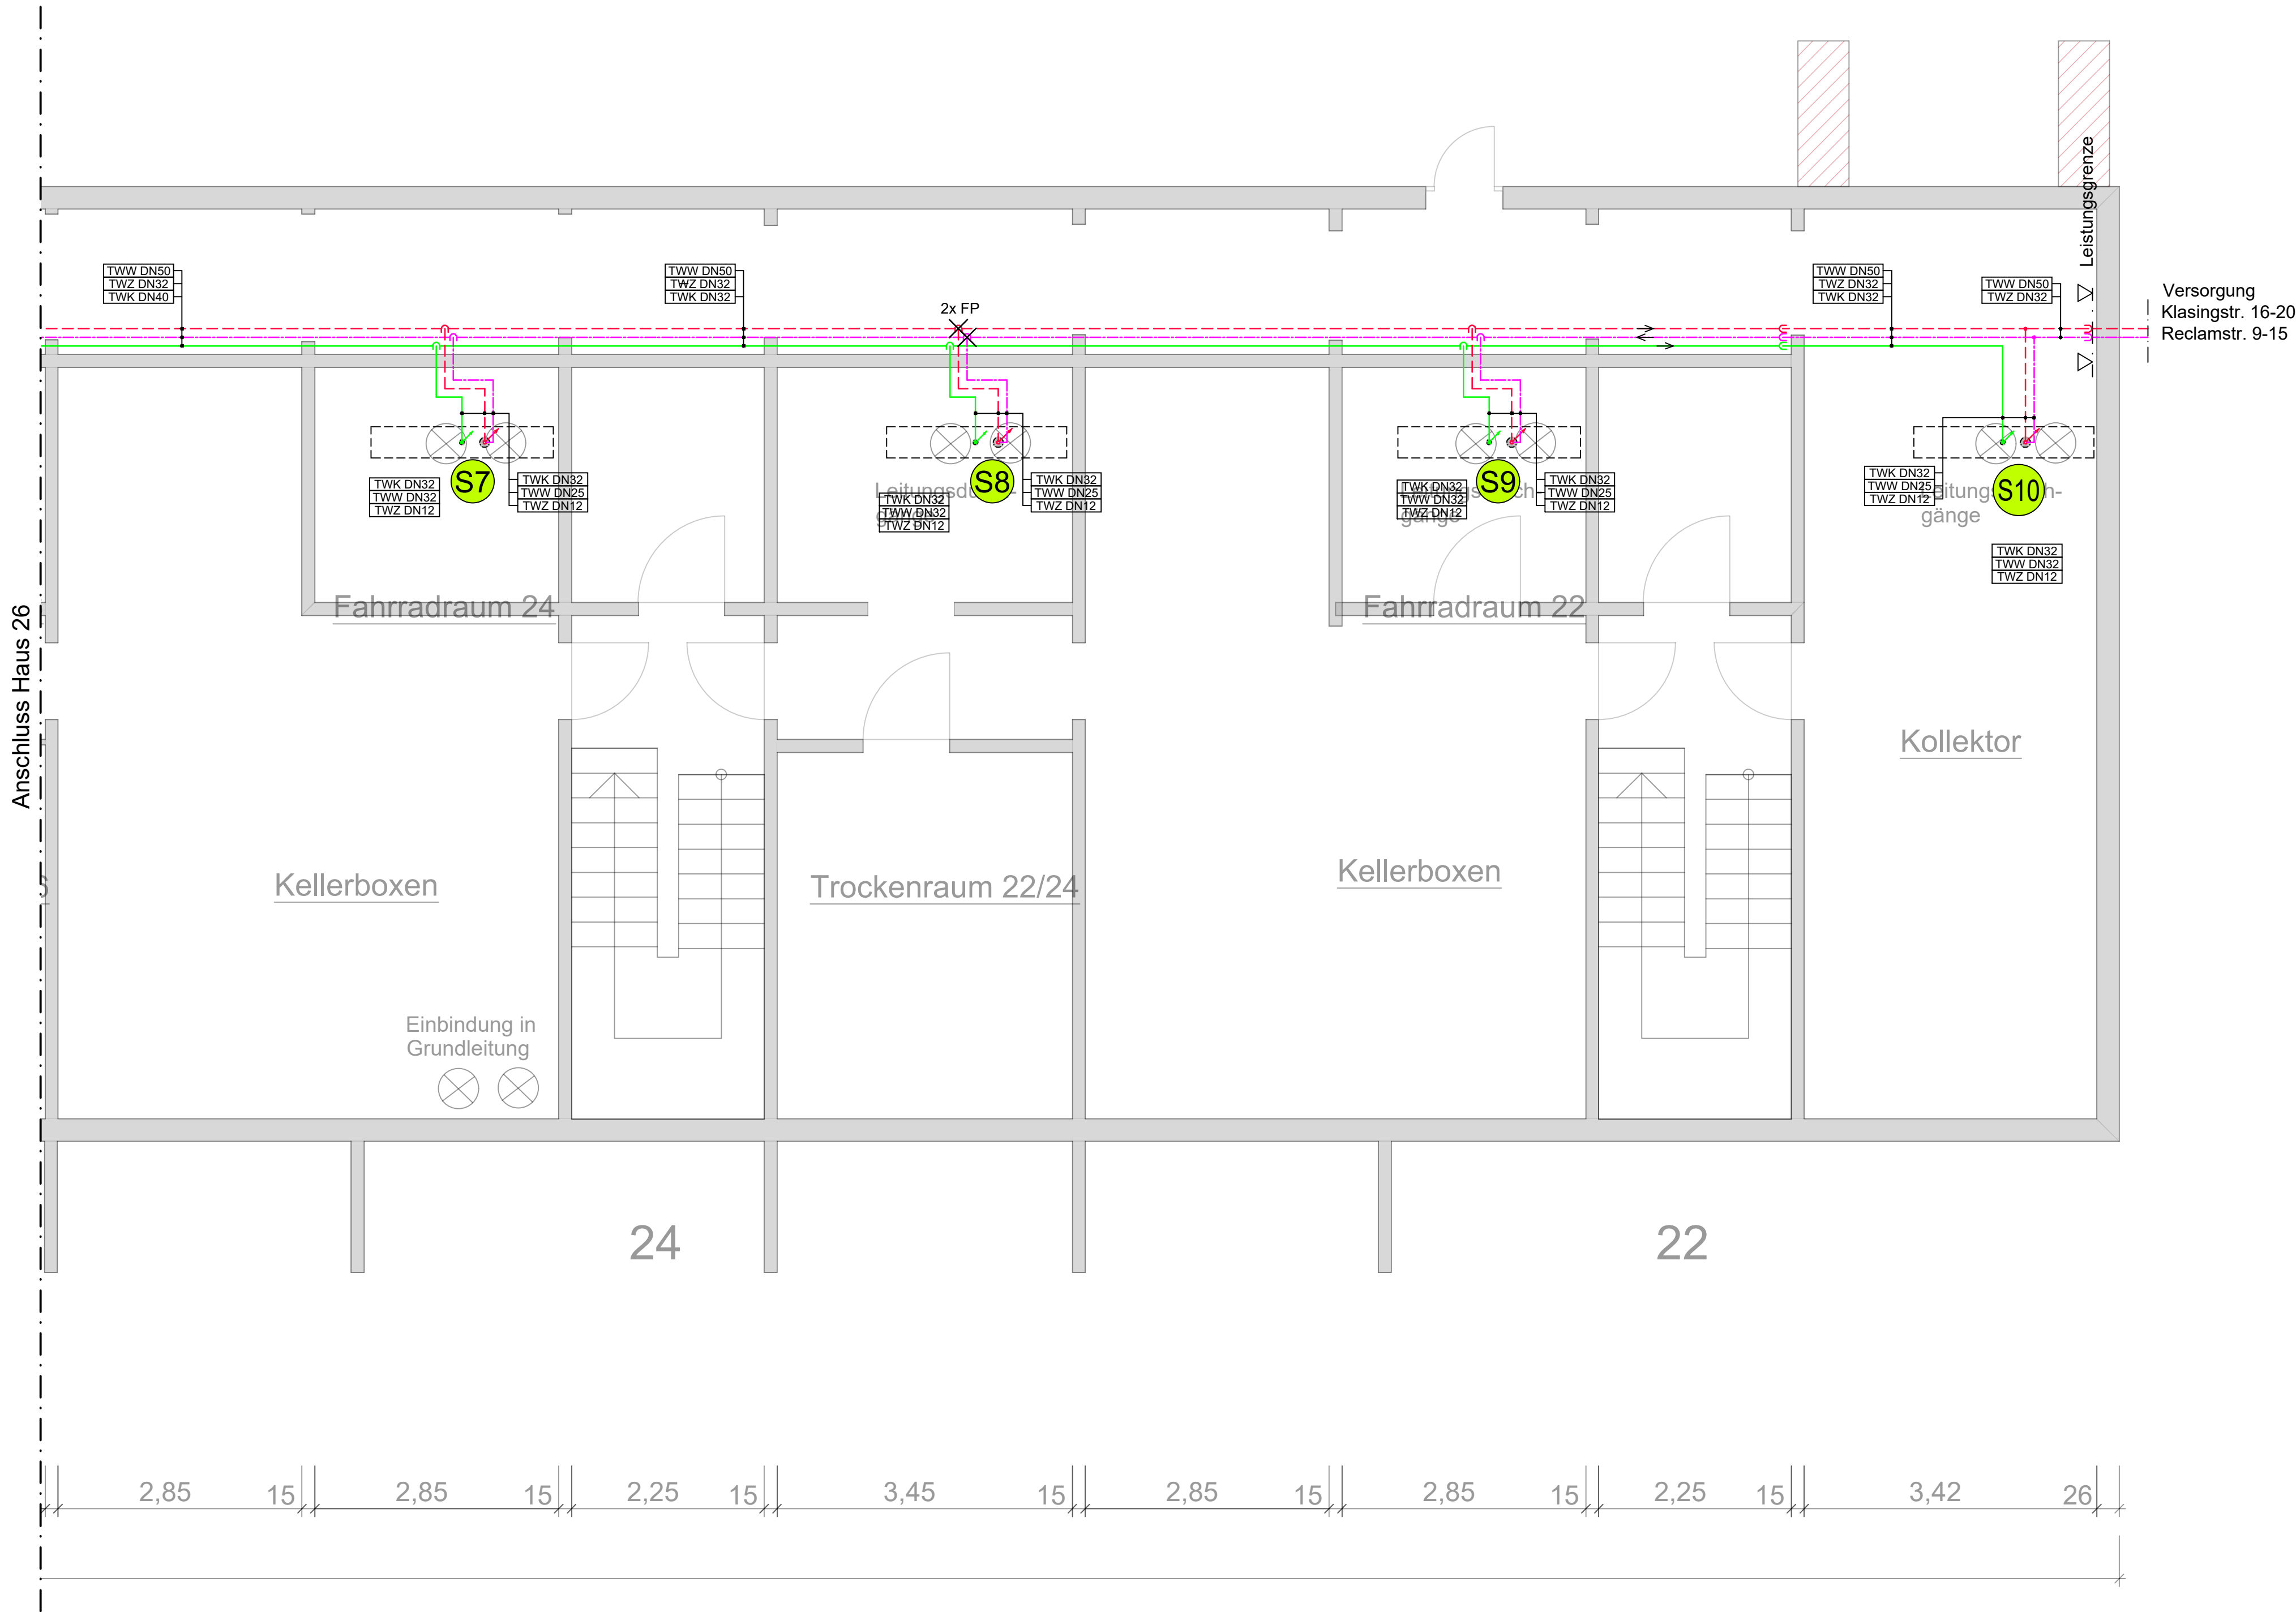 Leistungsgrenze
TWW DN50
TWZ DN32
TWK DN40
TWW DN50
TWZ DN32
TWK DN32
2x FP
TWW DN50
TWZ DN32
TWK DN32
TWW DN50
TWZ DN32
Versorgung
Klasingstr. 16-20
Reclamstr. 9-15
S7
TWK DN32
TWW DN32
TWZ DN12
TWK DN32
TWW DN25
TWZ DN12
S8
TWK DN32
TWW DN32
TWZ DN12
TWK DN32
TWW DN25
TWZ DN12
S9
TWK DN32
TWW DN32
TWZ DN12
TWK DN32
TWW DN25
TWZ DN12
TWK DN32
TWW DN25
TWZ DN12
S10
gänge
TWK DN32
TWW DN32
TWZ DN12
Fahrradraum 24
Fahrradraum 22
Anschluss Haus 26
Kollektor
Kellerboxen
Trockenraum 22/24
Kellerboxen
Einbindung in
Grundleitung
24
22
2,85 15 2,85 15 2,25 15 3,45 15 2,85 15 2,85 15 2,25 15 3,42 26